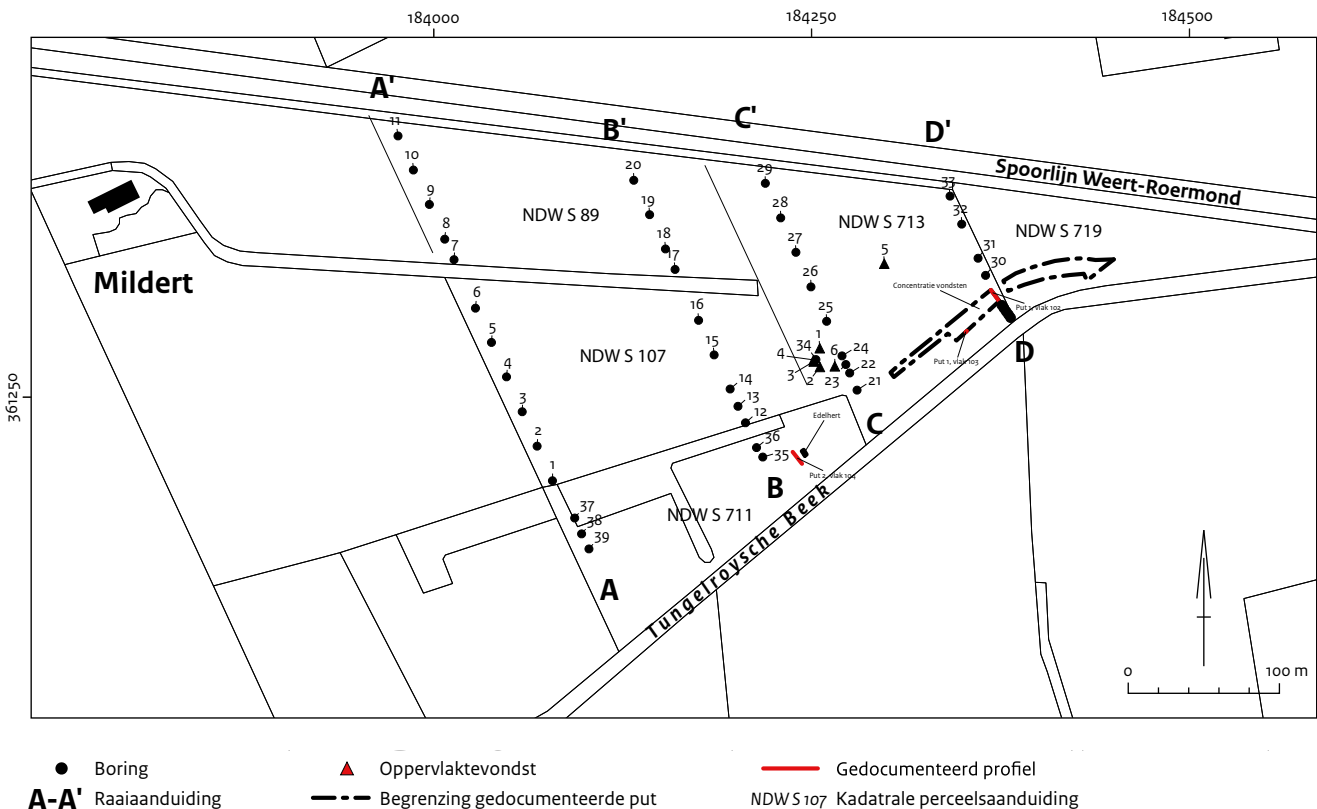 184000 184250 184500
A'
C'
B'
D'
11
10
9
8
7
20
19
18
17
29
28
27
26
25
33
32
31
30
Spoorlijn Weert-Roermond
NDW S 89
NDW S 713
NDW S 719
5
Mildert
Concentratie vondsten
Put 1, vlak 102
Put 1, vlak 103
6
5
4
3
2
1
16
15
14
13
12
NDW S 107
1
34
4
6
24
3
2
23
22
21
D
361250
C
Edelhert
36
35
Put 2, vlak 104
B
37
38
39
NDW S 711
A
Tungelroysche Beek
0 100 m
Boring
Oppervlaktevondst
Gedocumenteerd profiel
A-A' Raaiaanduiding
Begrenzing gedocumenteerde put
NDW S 107 Kadatrale perceelsaanduiding